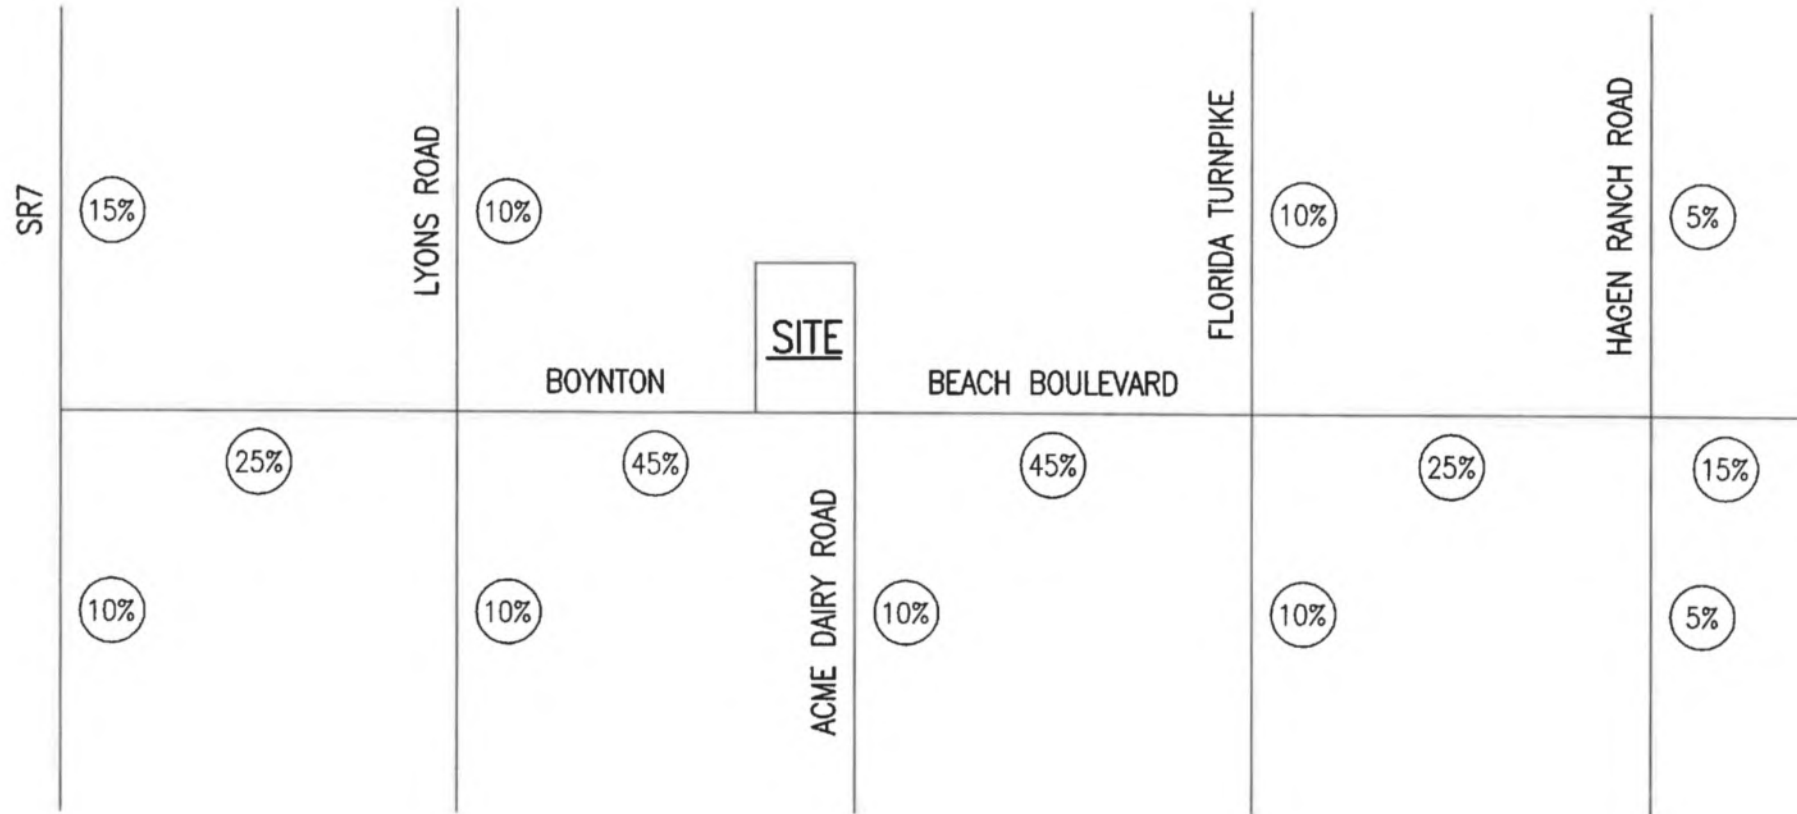 SR7
15%
LYONS ROAD
10%
FLORIDA TURNPIKE
10%
HAGEN RANCH ROAD
5%
SITE
BOYNTON BEACH BOULEVARD
25%
45%
45%
25%
15%
10%
10%
ACME DAIRY ROAD
10%
10%
5%